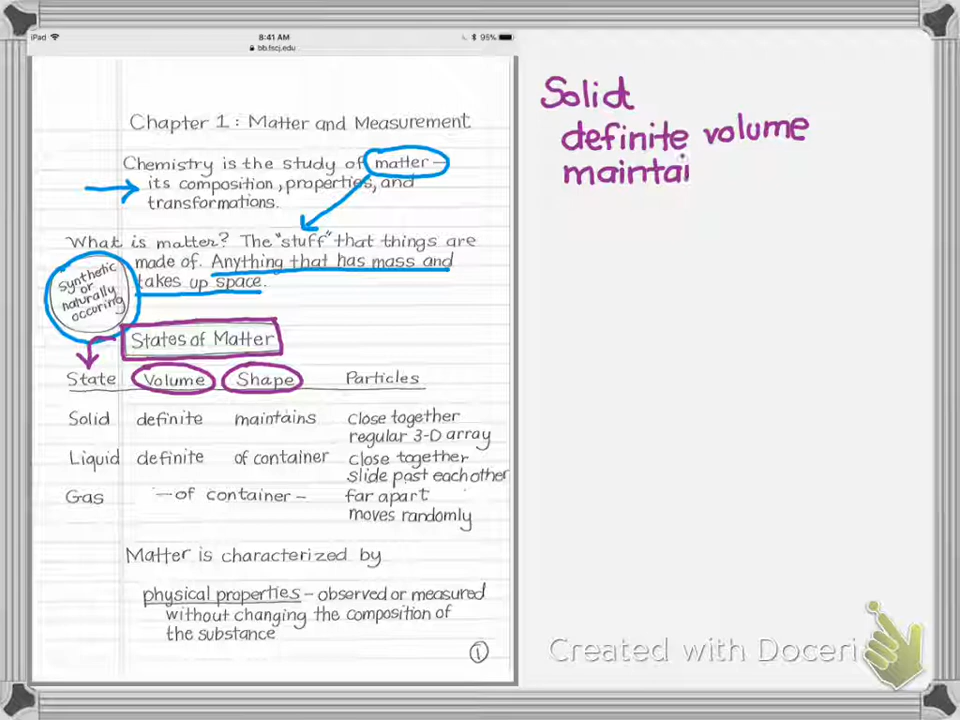 iPad 8:41 AM 95%
bb.fscj.edu
Chapter 1: Matter and Measurement
Chemistry is the study of matter—
its composition, properties, and
transformations.
What is matter? The "stuff" that things are
made of. Anything that has mass and
takes up space.
synthetic
or
naturally
occuring
States of Matter
State Volume Shape Particles
Solid definite maintains close together
regular 3-D array
Liquid definite of container close together
slide past each other
Gas —of container— far apart
moves randomly
Matter is characterized by
physical properties - observed or measured
without changing the composition of
the substance
1
Solid
definite volume
maintai
Created with Doceri